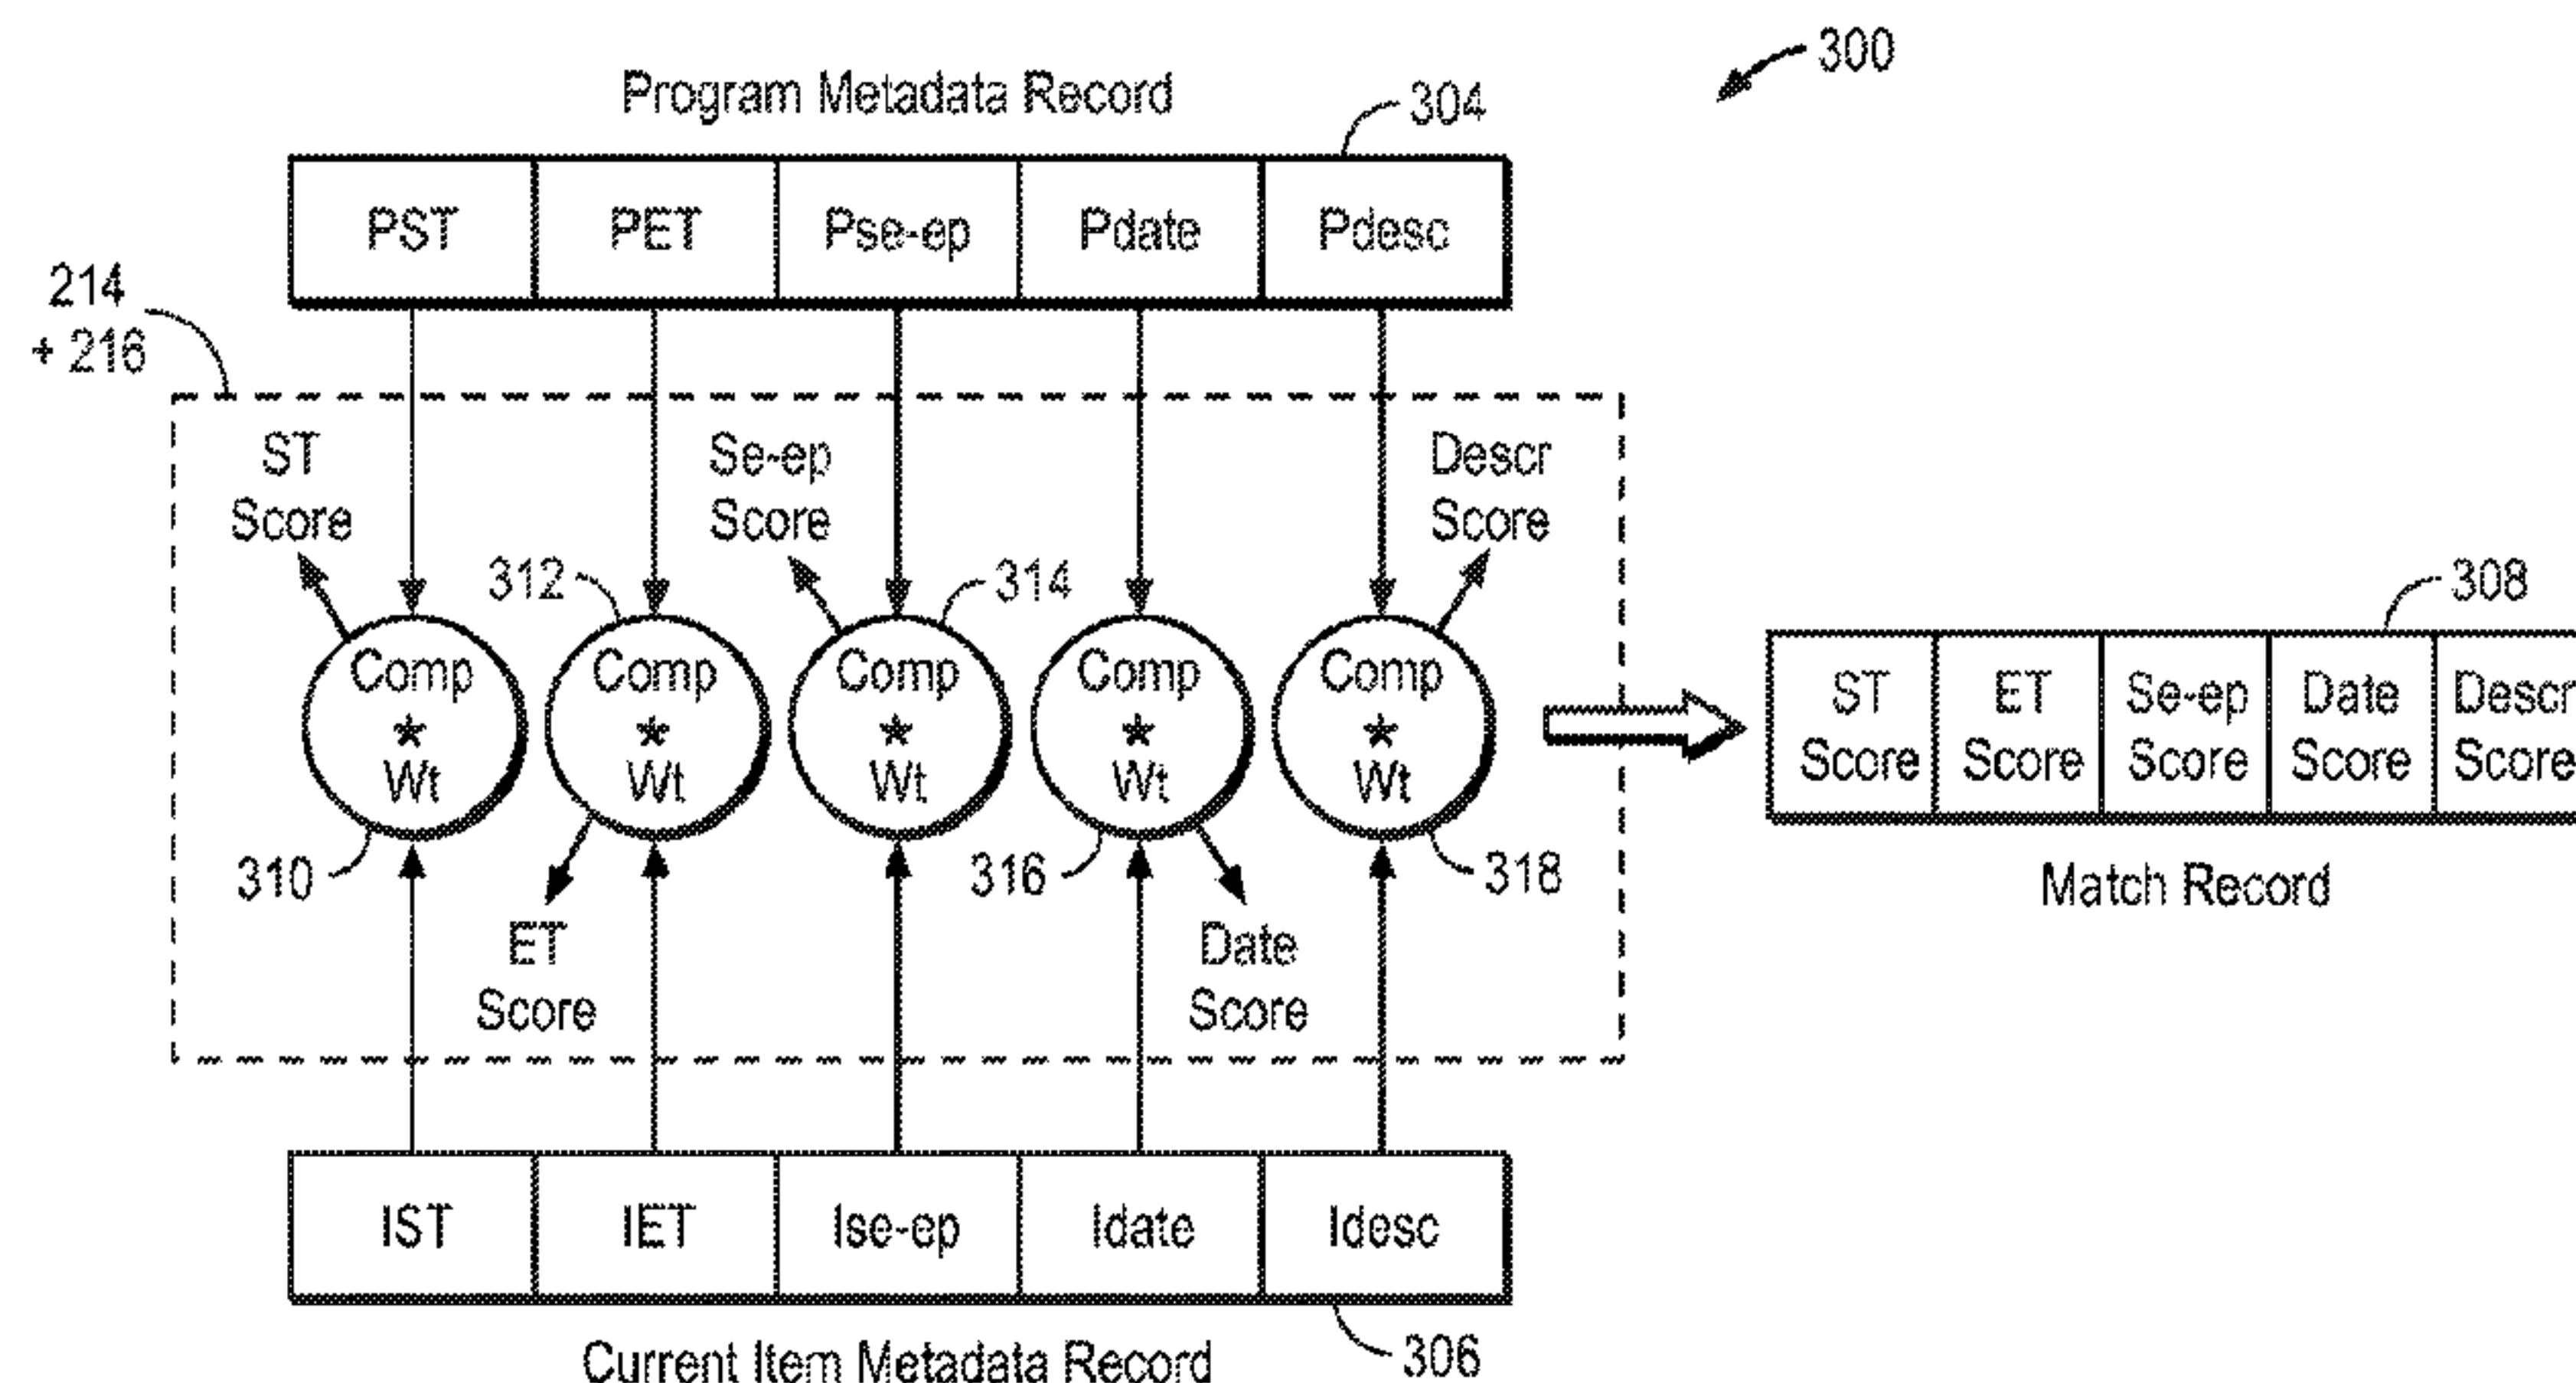 300
Program Metadata Record
304
PST PET Pse-ep Pdate Pdesc
214
+ 216
ST Se-ep Descr
Score Score Score
312 314
308
Comp Comp Comp Comp Comp
* * * * *
Wt Wt Wt Wt Wt
ST ET Se-ep Date Descr
Score Score Score Score Score
310 316 318
Match Record
ET Date
Score Score
IST IET Ise-ep Idate Idesc
Current Item Metadata Record
306